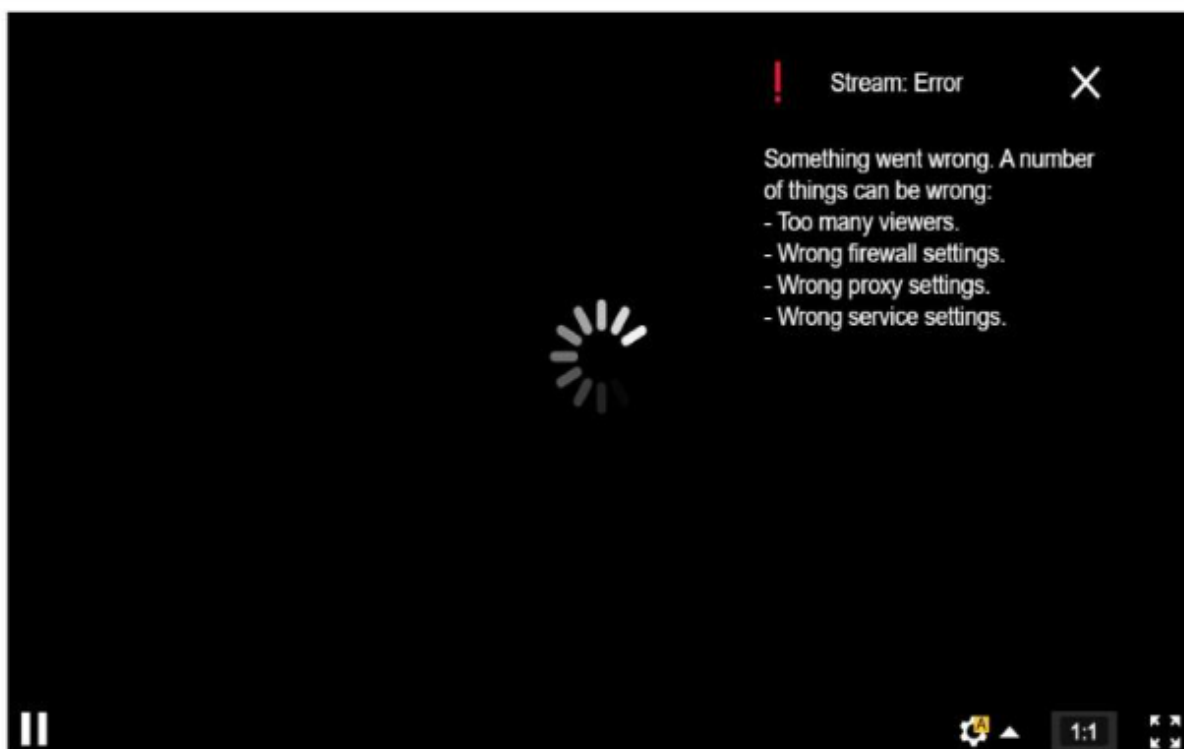 Stream: Error
Something went wrong. A number
of things can be wrong:
- Too many viewers.
- Wrong firewall settings.
- Wrong proxy settings.
- Wrong service settings.
A
1:1